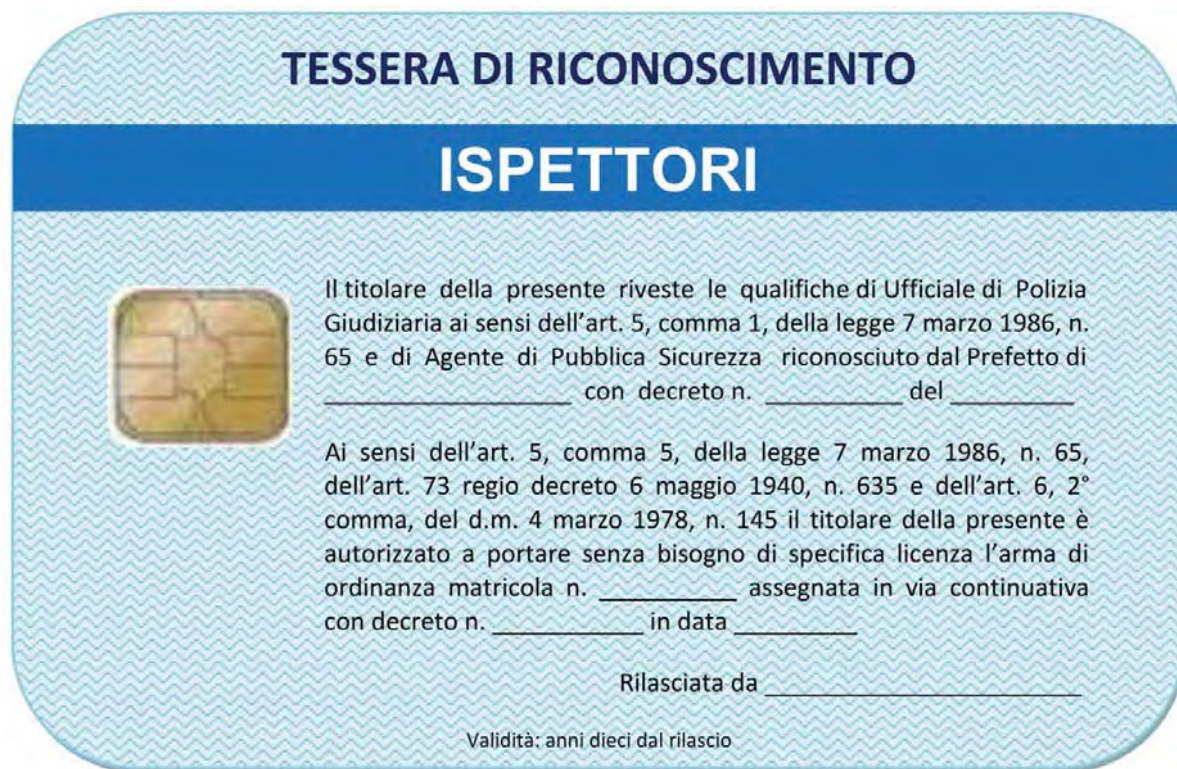 TESSERA DI RICONOSCIMENTO
ISPETTORI
Il titolare della presente riveste le qualifiche di Ufficiale di Polizia
Giudiziaria ai sensi dell’art. 5, comma 1, della legge 7 marzo 1986, n.
65 e di Agente di Pubblica Sicurezza riconosciuto dal Prefetto di
__________________ con decreto n. __________ del _________
Ai sensi dell’art. 5, comma 5, della legge 7 marzo 1986, n. 65,
dell’art. 73 regio decreto 6 maggio 1940, n. 635 e dell’art. 6, 2°
comma, del d.m. 4 marzo 1978, n. 145 il titolare della presente è
autorizzato a portare senza bisogno di specifica licenza l’arma di
ordinanza matricola n. __________ assegnata in via continuativa
con decreto n. ___________ in data _________
Rilasciata da _______________________
Validità: anni dieci dal rilascio